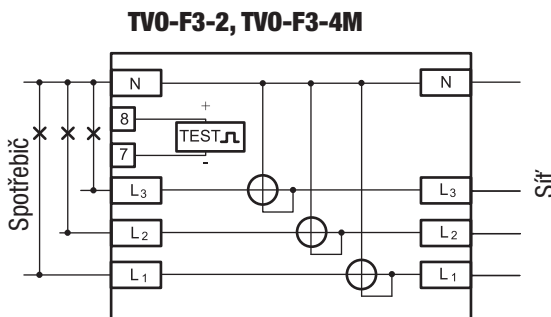 TVO-F3-2, TVO-F3-4M
N
N
8
+
TEST
7
-
Spotřebič
Síť
L3
L3
L2
L2
L1
L1